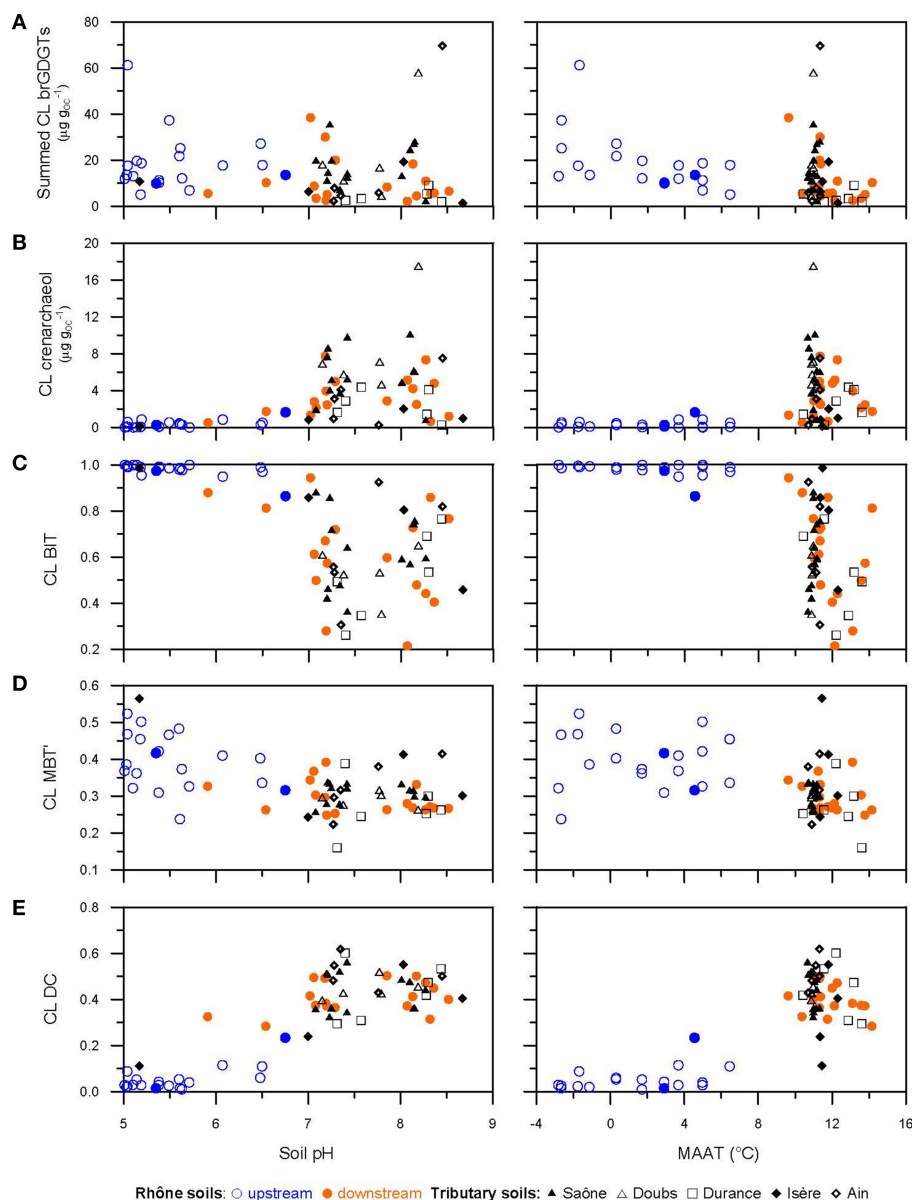 A
Summed CL brGDGTs
(µg gOC⁻¹)
80
60
40
20
0
B
CL crenarchaeol
(µg gOC⁻¹)
20
16
12
8
4
0
C
CL BIT
1.0
0.8
0.6
0.4
0.2
D
CL MBT'
0.6
0.5
0.4
0.3
0.2
0.1
E
CL DC
0.8
0.6
0.4
0.2
0.0
5 6 7 8 9
-4 0 4 8 12 16
Soil pH
MAAT (°C)
Rhône soils: upstream downstream Tributary soils: Saône Doubs Durance Isère Ain